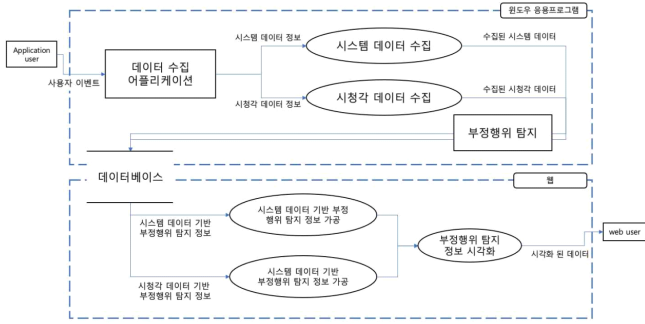 윈도우 응용프로그램
Application
user
사용자 이벤트
데이터 수집
어플리케이션
시스템 데이터 정보
시청각 데이터 정보
시스템 데이터 수집
시청각 데이터 수집
수집된 시스템 데이터
수집된 시청각 데이터
부정행위 탐지
데이터베이스
웹
시스템 데이터 기반
부정행위 탐지 정보
시청각 데이터 기반
부정행위 탐지 정보
시스템 데이터 기반 부정
행위 탐지 정보 가공
시스템 데이터 기반
부정행위 탐지 정보 가공
부정행위 탐지
정보 시각화
시각화 된 데이터
web user